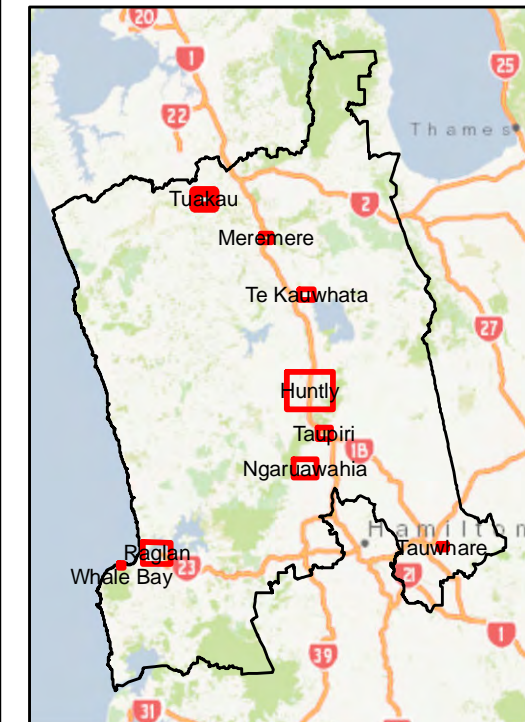 20
1
25
22
Thames
Tuakau
2
Meremere
Te Kauwhata
27
Huntly
Taupiri
1B
Ngaruawahia
Hamilton
Tauwhare
Raglan
23
Whale Bay
21
1
39
31